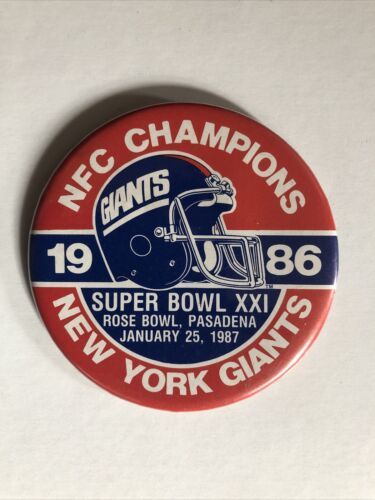 NFC CHAMPIONS
GIANTS
19 86
SUPER BOWL XXI
ROSE BOWL, PASADENA
JANUARY 25, 1987
NEW YORK GIANTS